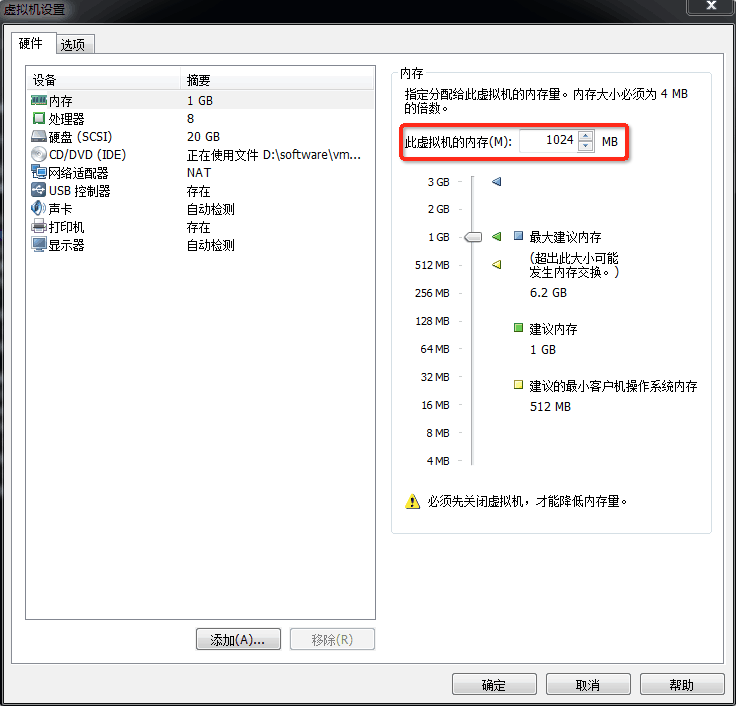 虚拟机设置
硬件 选项
设备 摘要
内存 1 GB
处理器 8
硬盘 (SCSI) 20 GB
CD/DVD (IDE) 正在使用文件 D:\software\vm...
网络适配器 NAT
USB 控制器 存在
声卡 自动检测
打印机 存在
显示器 自动检测
添加(A)... 移除(R)
内存
指定分配给此虚拟机的内存量。内存大小必须为 4 MB
的倍数。
此虚拟机的内存(M): 1024 MB
3 GB
2 GB
1 GB
512 MB
256 MB
128 MB
64 MB
32 MB
16 MB
8 MB
4 MB
最大建议内存
(超出此大小可能
发生内存交换。)
6.2 GB
建议内存
1 GB
建议的最小客户机操作系统内存
512 MB
必须先关闭虚拟机，才能降低内存量。
确定 取消 帮助